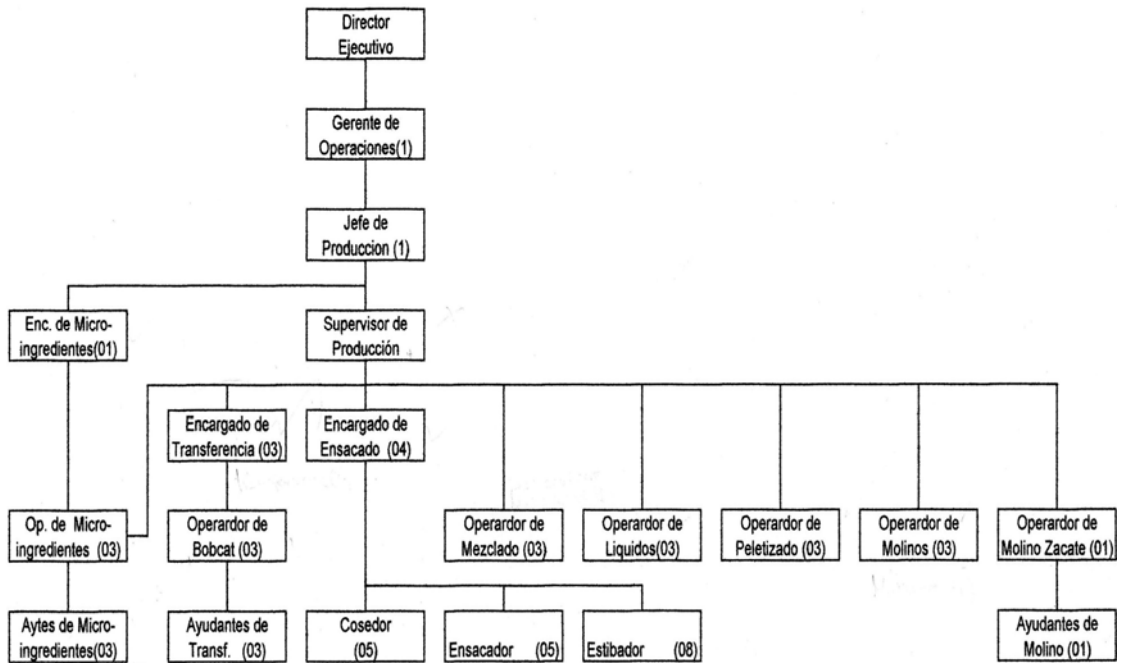 Director
Ejecutivo
Gerente de
Operaciones(1)
Jefe de
Produccion (1)
Enc. de Micro-
ingredientes(01)
Supervisor de
Producción
Encargado de
Transferencia (03)
Encargado de
Ensacado (04)
Op. de Micro-
ingredientes (03)
Operardor de
Bobcat (03)
Operardor de
Mezclado (03)
Operardor de
Liquidos(03)
Operardor de
Peletizado (03)
Operardor de
Molinos (03)
Operardor de
Molino Zacate (01)
Aytes de Micro-
ingredientes(03)
Ayudantes de
Transf. (03)
Cosedor
(05)
Ensacador (05)
Estibador (08)
Ayudantes de
Molino (01)